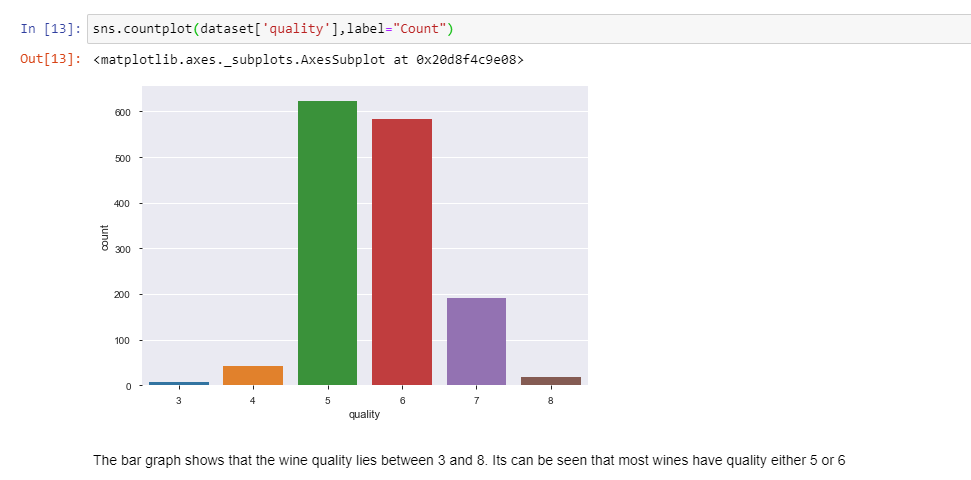 In [13]: sns.countplot(dataset['quality'],label="Count")
Out[13]: <matplotlib.axes._subplots.AxesSubplot at 0x20d8f4c9e08>
600
500
400
300
200
100
0
count
3 4 5 6 7 8
quality
The bar graph shows that the wine quality lies between 3 and 8. Its can be seen that most wines have quality either 5 or 6